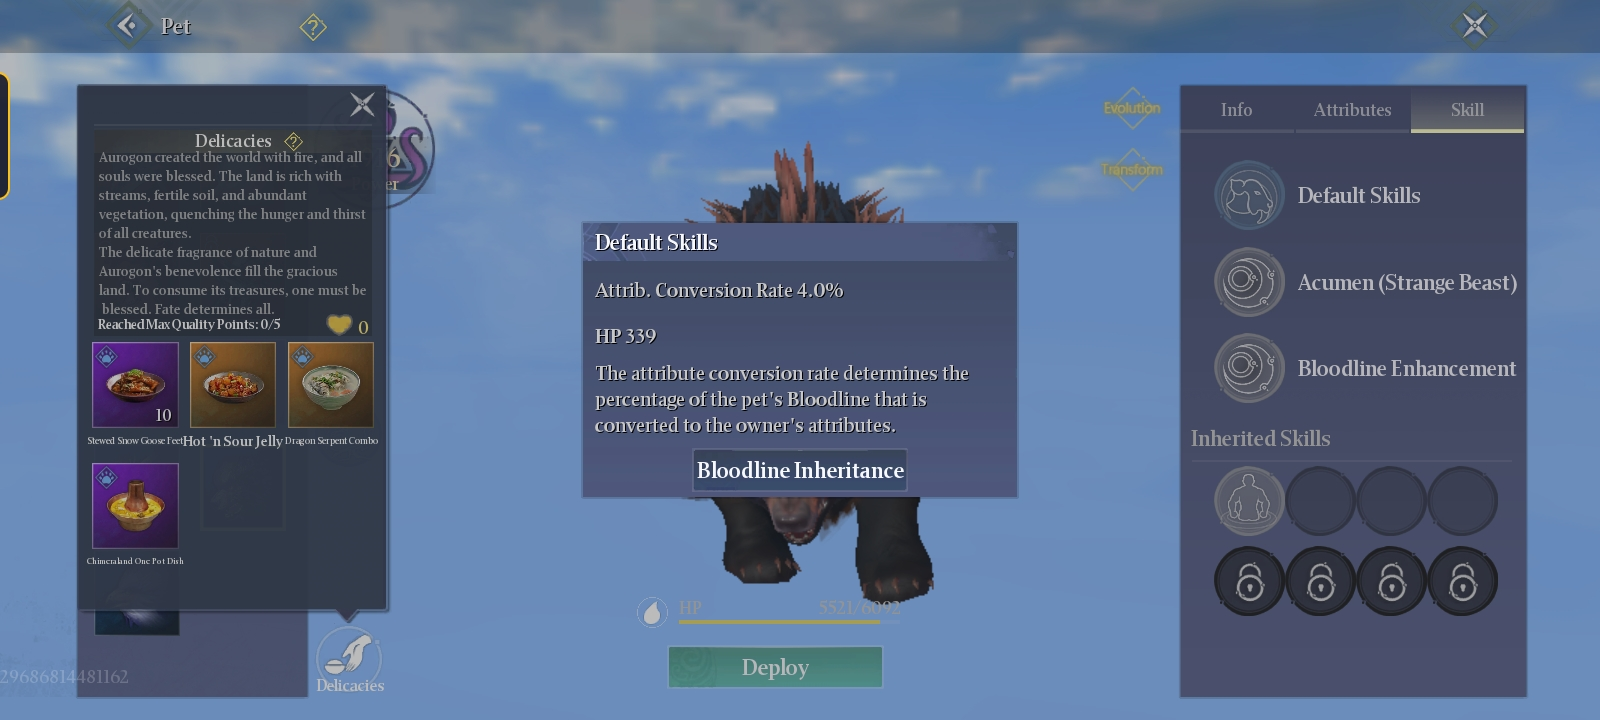 Pet
Delicacies
Aurogon created the world with fire, and all
souls were blessed. The land is rich with
streams, fertile soil, and abundant
vegetation, quenching the hunger and thirst
of all creatures.
The delicate fragrance of nature and
Aurogon's benevolence fill the gracious
land. To consume its treasures, one must be
blessed. Fate determines all.
Reached Max Quality Points: 0/5
0
10
Stewed Snow Goose Feet
Hot 'n Sour Jelly
Dragon Serpent Combo
Chimeraland One Pot Dish
29686814481162
Delicacies
Default Skills
Attrib. Conversion Rate 4.0%
HP 339
The attribute conversion rate determines the
percentage of the pet's Bloodline that is
converted to the owner's attributes.
Bloodline Inheritance
HP
5521/6092
Deploy
Evolution
Transform
Info
Attributes
Skill
Default Skills
Acumen (Strange Beast)
Bloodline Enhancement
Inherited Skills